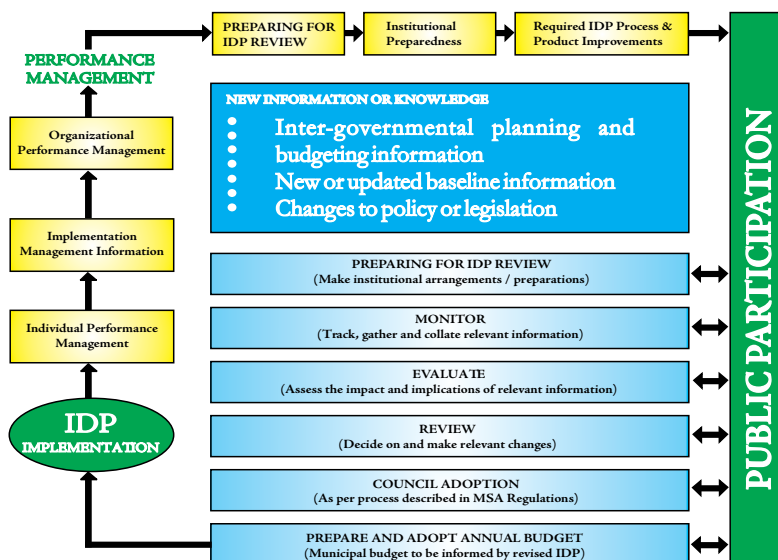 PREPARING FOR
IDP REVIEW
Institutional
Preparedness
Required IDP Process &
Product Improvements
PERFORMANCE
MANAGEMENT
NEW INFORMATION OR KNOWLEDGE
• Inter-governmental planning and
budgeting information
• New or updated baseline information
• Changes to policy or legislation
Organizational
Performance Management
Implementation
Management Information
Individual Performance
Management
IDP
IMPLEMENTATION
PREPARING FOR IDP REVIEW
(Make institutional arrangements / preparations)
MONITOR
(Track, gather and collate relevant information)
EVALUATE
(Assess the impact and implications of relevant information)
REVIEW
(Decide on and make relevant changes)
COUNCIL ADOPTION
(As per process described in MSA Regulations)
PREPARE AND ADOPT ANNUAL BUDGET
(Municipal budget to be informed by revised IDP)
PUBLIC PARTICIPATION